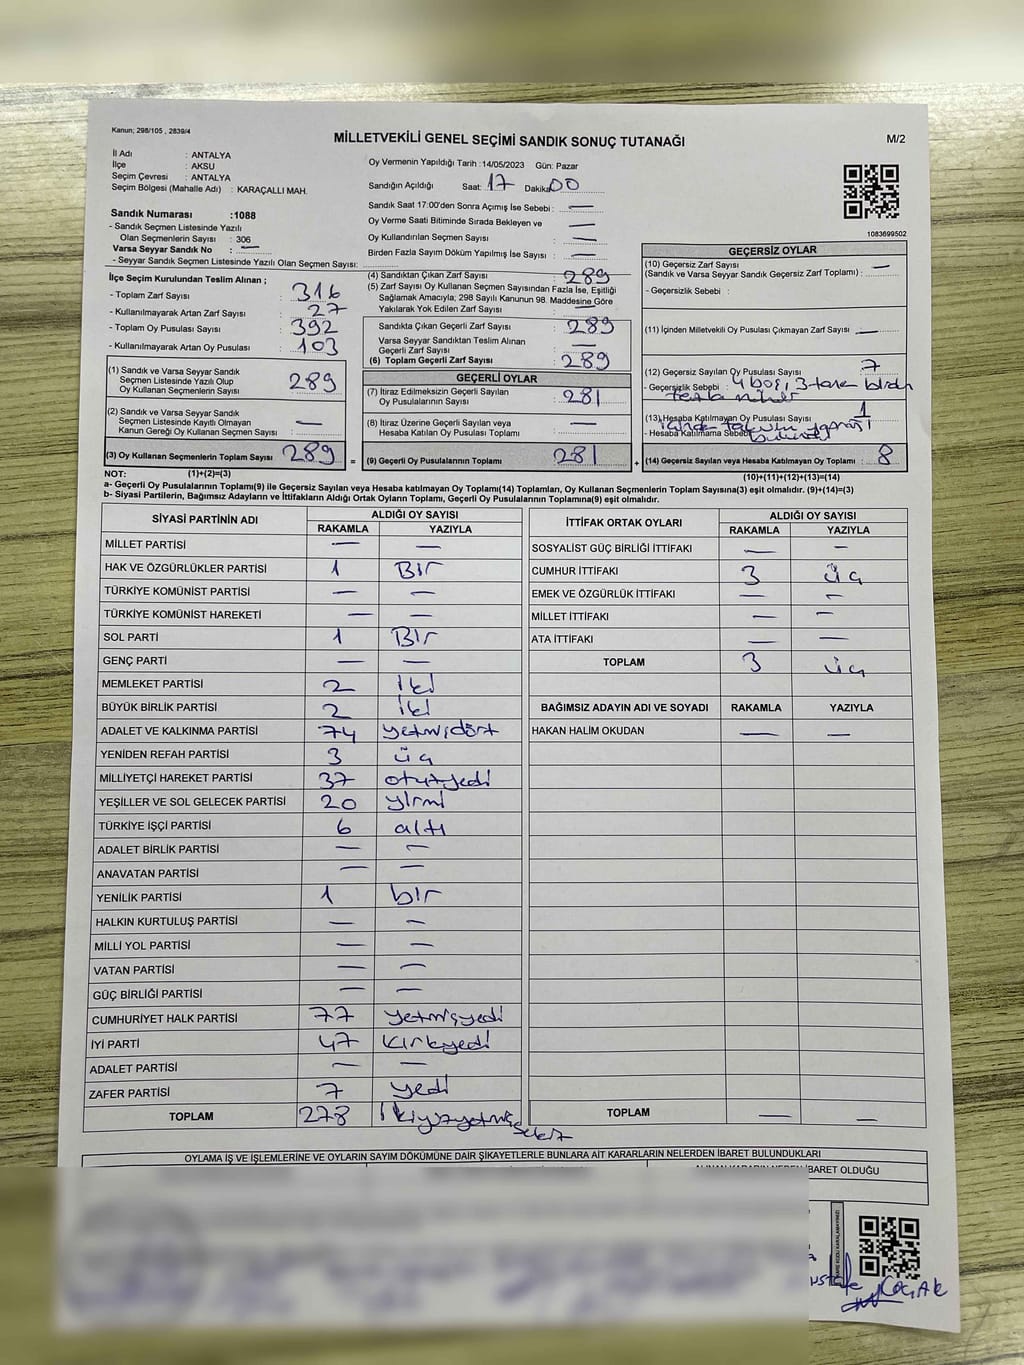 Kanun; 298/105 , 2839/4
MİLLETVEKİLİ GENEL SEÇİMİ SANDIK SONUÇ TUTANAĞI
M/2
İl Adı : ANTALYA
İlçe : AKSU
Seçim Çevresi : ANTALYA
Seçim Bölgesi (Mahalle Adı) : KARAÇALLI MAH.
Sandık Numarası :1088
- Sandık Seçmen Listesinde Yazılı
Olan Seçmenlerin Sayısı : 306
Varsa Seyyar Sandık No : —
- Seyyar Sandık Seçmen Listesinde Yazılı Olan Seçmen Sayısı:
Oy Vermenin Yapıldığı Tarih :14/05/2023 Gün: Pazar
Sandığın Açıldığı Saat: 17 Dakika 00
Sandık Saat 17:00'den Sonra Açılmış İse Sebebi : —
Oy Verme Saati Bitiminde Sırada Bekleyen ve
Oy Kullandırılan Seçmen Sayısı : —
Birden Fazla Sayım Döküm Yapılmış İse Sayısı : —
1083699502
İlçe Seçim Kurulundan Teslim Alınan ;
- Toplam Zarf Sayısı : 316
- Kullanılmayarak Artan Zarf Sayısı : 27
- Toplam Oy Pusulası Sayısı : 392
- Kullanılmayarak Artan Oy Pusulası : 103
(1) Sandık ve Varsa Seyyar Sandık
Seçmen Listesinde Yazılı Olup
Oy Kullanan Seçmenlerin Sayısı : 289
(2) Sandık ve Varsa Seyyar Sandık
Seçmen Listesinde Kayıtlı Olmayan
Kanun Gereği Oy Kullanan Seçmen Sayısı : —
(3) Oy Kullanan Seçmenlerin Toplam Sayısı : 289
(4) Sandıktan Çıkan Zarf Sayısı : 289
(5) Zarf Sayısı Oy Kullanan Seçmen Sayısından Fazla İse, Eşitliği
Sağlamak Amacıyla; 298 Sayılı Kanunun 98. Maddesine Göre
Yakılarak Yok Edilen Zarf Sayısı : —
Sandıkta Çıkan Geçerli Zarf Sayısı : 289
Varsa Seyyar Sandıktan Teslim Alınan
Geçerli Zarf Sayısı : —
(6) Toplam Geçerli Zarf Sayısı : 289
GEÇERLİ OYLAR
(7) İtiraz Edilmeksizin Geçerli Sayılan
Oy Pusulalarının Sayısı : 281
(8) İtiraz Üzerine Geçerli Sayılan veya
Hesaba Katılan Oy Pusulası Toplamı : —
= (9) Geçerli Oy Pusulalarının Toplamı : 281 +
GEÇERSİZ OYLAR
(10) Geçersiz Zarf Sayısı
(Sandık ve Varsa Seyyar Sandık Geçersiz Zarf Toplamı) : —
- Geçersizlik Sebebi :
(11) İçinden Milletvekili Oy Pusulası Çıkmayan Zarf Sayısı : —
(12) Geçersiz Sayılan Oy Pusulası Sayısı : 7
- Geçersizlik Sebebi : 4 boş, 3 tane birden
(13) Hesaba Katılmayan Oy Pusulası Sayısı : 1
- Hesaba Katılmama Sebebi
(14) Geçersiz Sayılan veya Hesaba Katılmayan Oy Toplamı : 8
NOT: (1)+(2)=(3) (10)+(11)+(12)+(13)=(14)
a- Geçerli Oy Pusulalarının Toplamı(9) ile Geçersiz veya Hesaba katılmayan Oy Toplamı(14) Toplamları, Oy Kullanan Seçmenlerin Toplam Sayısına(3) eşit olmalıdır. (9)+(14)=(3)
b- Siyasi Partilerin, Bağımsız Adayların ve İttifakların Aldığı Ortak Oyların Toplamı, Geçerli Oy Pusulalarının Toplamına(9) eşit olmalıdır.
SİYASİ PARTİNİN ADI ALDIĞI OY SAYISI
RAKAMLA YAZIYLA
MİLLET PARTİSİ — —
HAK VE ÖZGÜRLÜKLER PARTİSİ 1 Bir
TÜRKİYE KOMÜNİST PARTİSİ — —
TÜRKİYE KOMÜNİST HAREKETİ — —
SOL PARTİ 1 Bir
GENÇ PARTİ — —
MEMLEKET PARTİSİ 2 iki
BÜYÜK BİRLİK PARTİSİ 2 iki
ADALET VE KALKINMA PARTİSİ 74 yetmişdört
YENİDEN REFAH PARTİSİ 3 üç
MİLLİYETÇİ HAREKET PARTİSİ 37 otuzyedi
YEŞİLLER VE SOL GELECEK PARTİSİ 20 yirmi
TÜRKİYE İŞÇİ PARTİSİ 6 altı
ADALET BİRLİK PARTİSİ — —
ANAVATAN PARTİSİ — —
YENİLİK PARTİSİ 1 bir
HALKIN KURTULUŞ PARTİSİ — —
MİLLİ YOL PARTİSİ — —
VATAN PARTİSİ — —
GÜÇ BİRLİĞİ PARTİSİ — —
CUMHURİYET HALK PARTİSİ 77 yetmişyedi
İYİ PARTİ 47 kırkyedi
ADALET PARTİSİ — —
ZAFER PARTİSİ 7 yedi
TOPLAM 278 ikiyüzyetmiş sekiz
İTTİFAK ORTAK OYLARI ALDIĞI OY SAYISI
RAKAMLA YAZIYLA
SOSYALİST GÜÇ BİRLİĞİ İTTİFAKI — —
CUMHUR İTTİFAKI 3 üç
EMEK VE ÖZGÜRLÜK İTTİFAKI — —
MİLLET İTTİFAKI — —
ATA İTTİFAKI — —
TOPLAM 3 üç
BAĞIMSIZ ADAYIN ADI VE SOYADI RAKAMLA YAZIYLA
HAKAN HALİM OKUDAN — —
TOPLAM — —
OYLAMA İŞ VE İŞLEMLERİNE VE OYLARIN SAYIM DÖKÜMÜNE DAİR ŞİKAYETLERLE BUNLARA AİT KARARLARIN NELERDEN İBARET BULUNDUKLARI
ALINAN KARARIN NEDEN İBARET OLDUĞU
KOÇAK